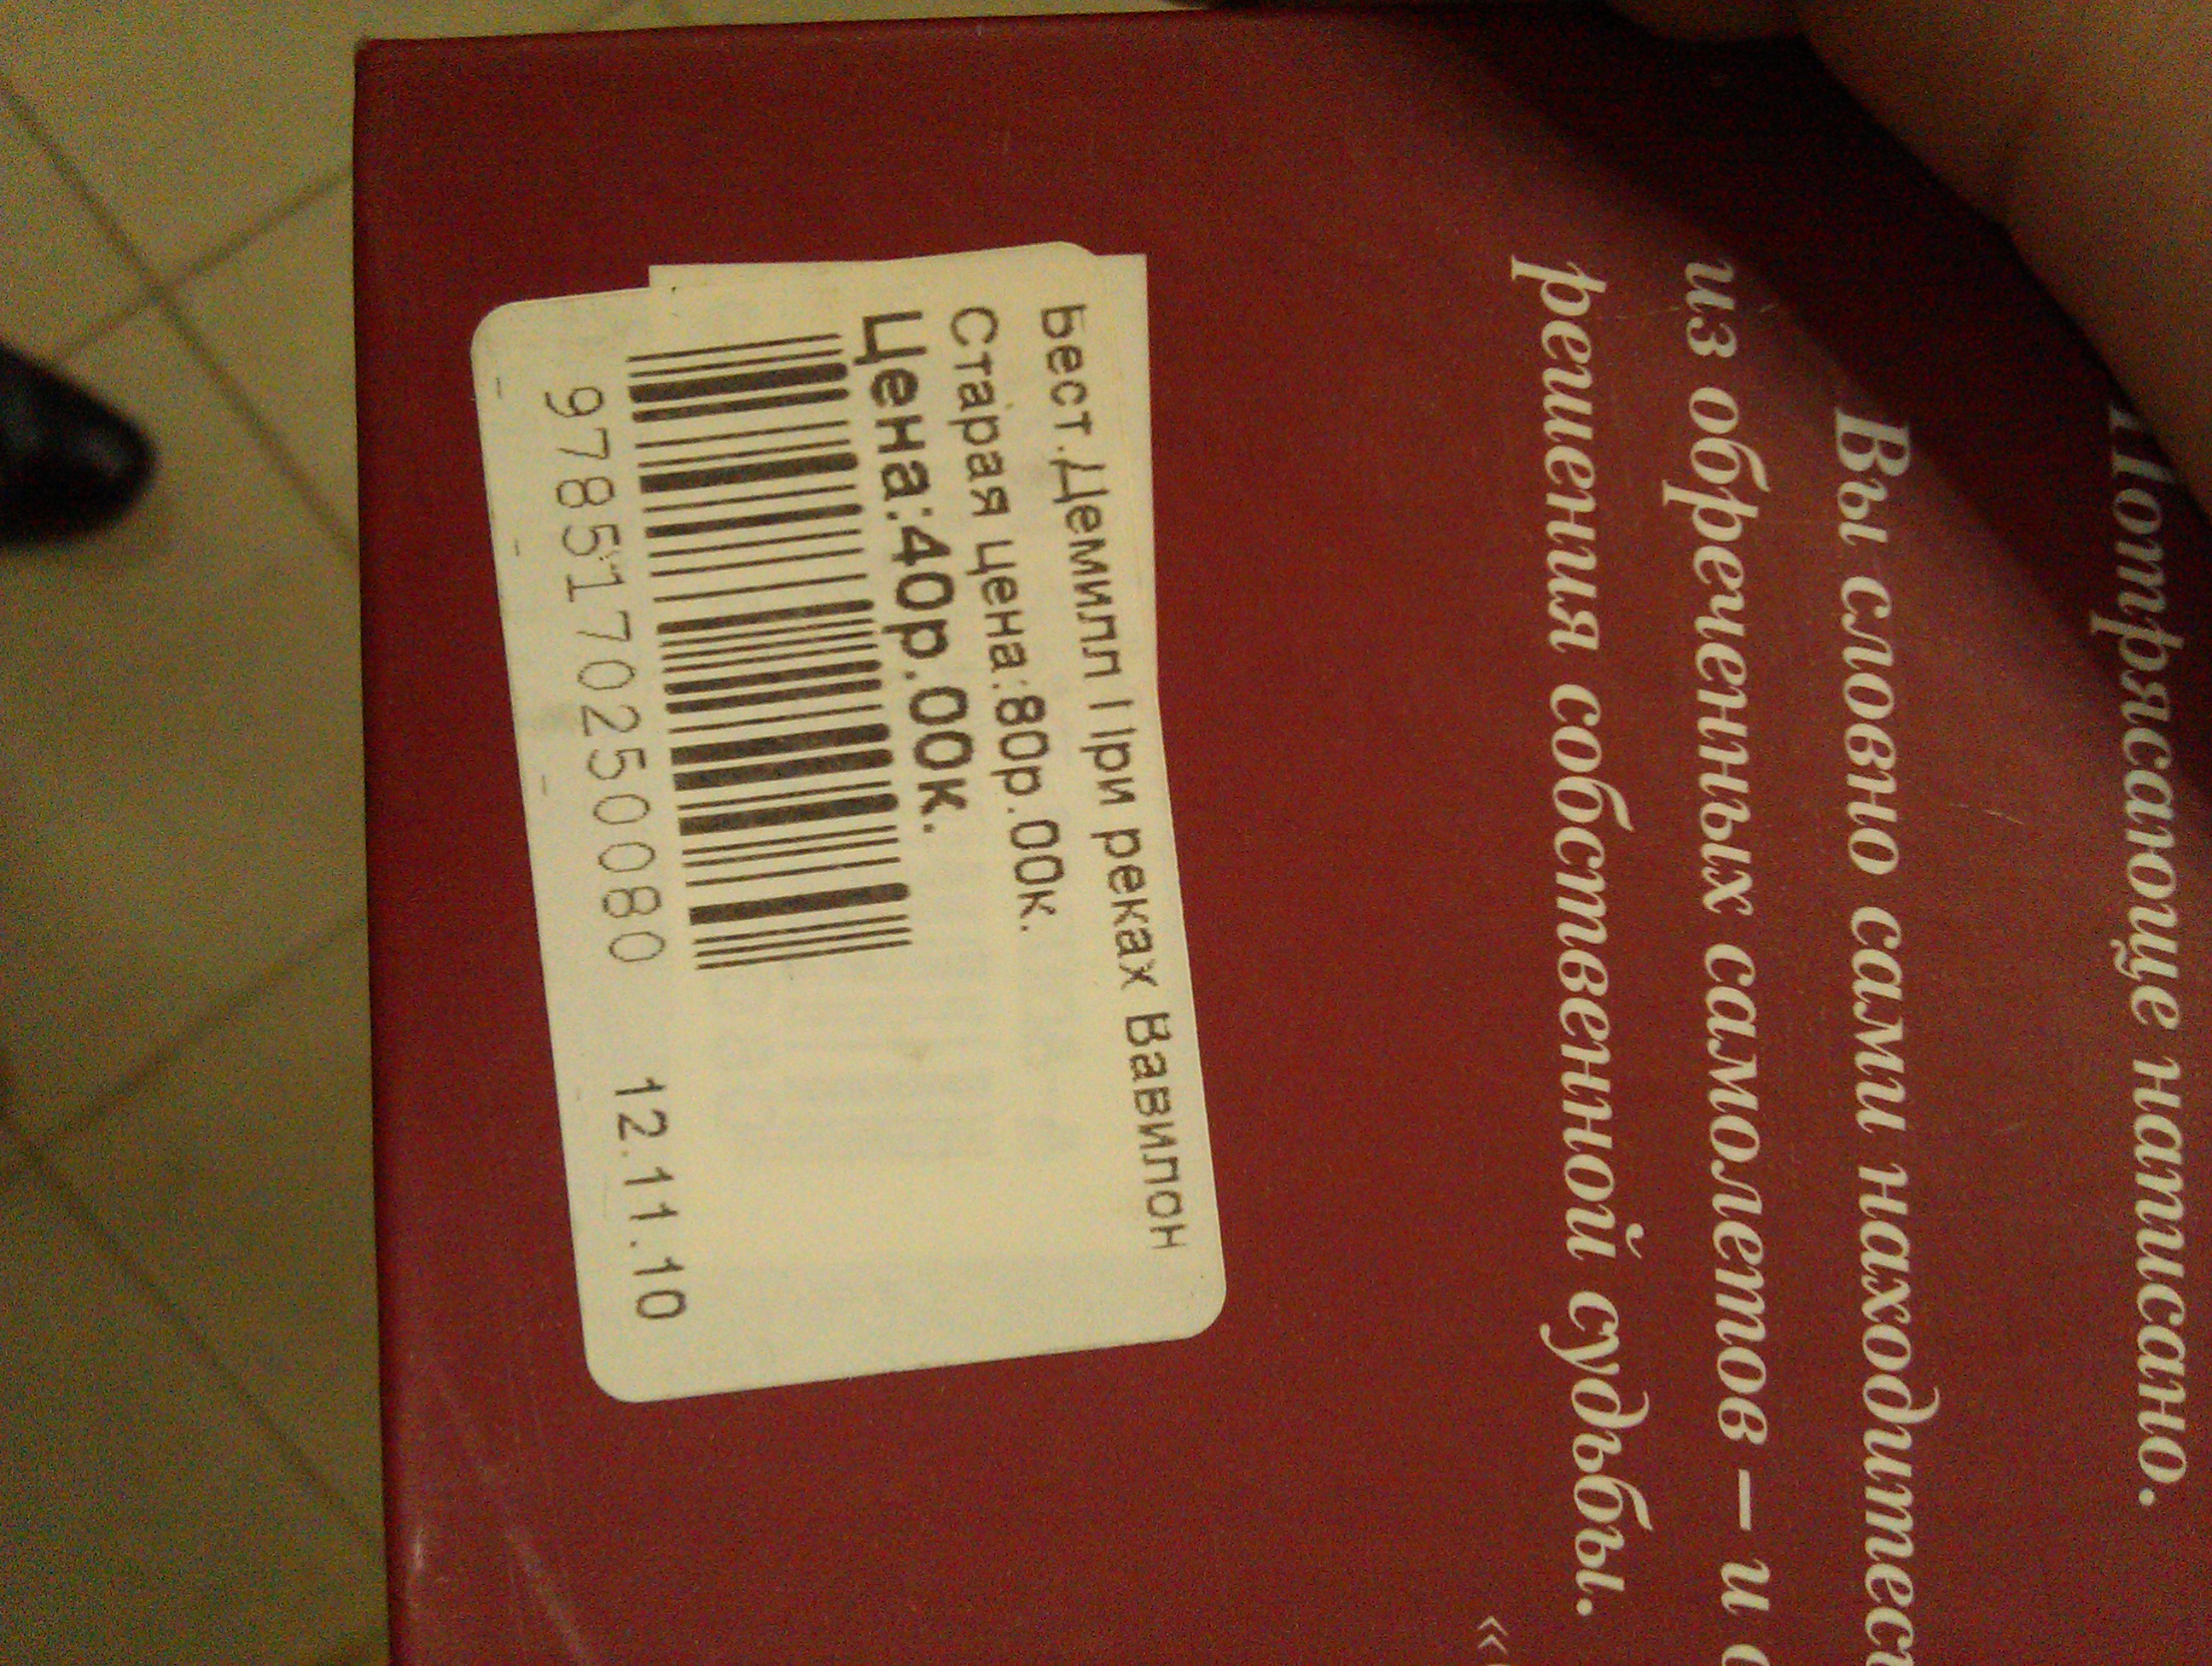 Потрясающе написано.
Вы словно сами находитес
из обреченных самолетов – и о
решения собственной судьбы.
«
Бест.Демилл При реках Вавилон
Старая цена:80р.00к.
Цена:40р.00к.
9785170250080 12.11.10